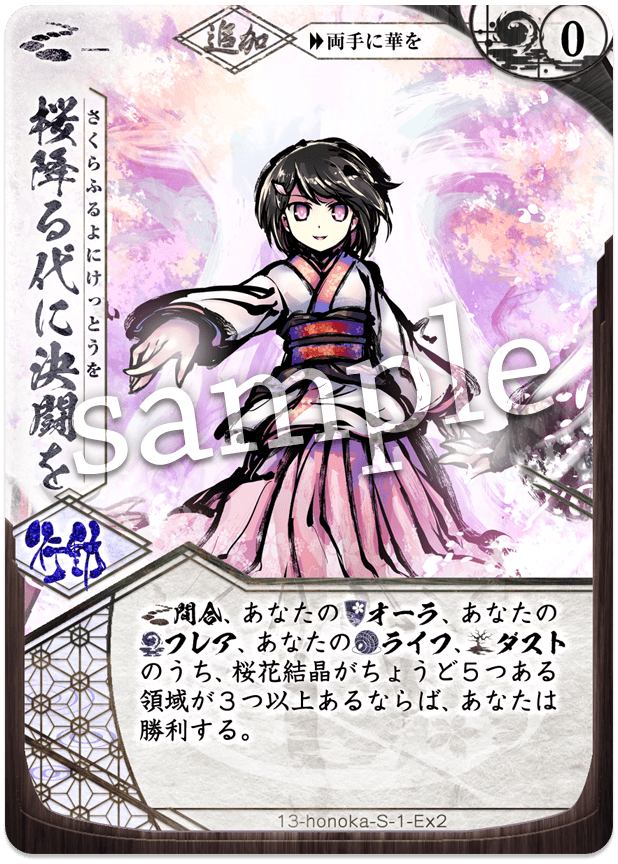 追加
両手に華を
0
桜降る代に決闘を
さくらふるよにけっとうを
行動
sample
間合、あなたのオーラ、あなたの
フレア、あなたのライフ、ダスト
のうち、桜花結晶がちょうど５つある
領域が３つ以上あるならば、あなたは
勝利する。
13-honoka-S-1-Ex2